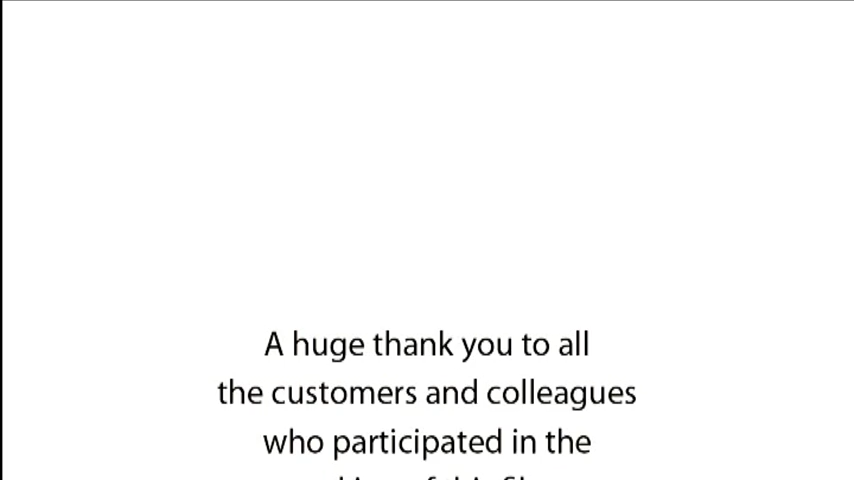 A huge thank you to all
the customers and colleagues
who participated in the